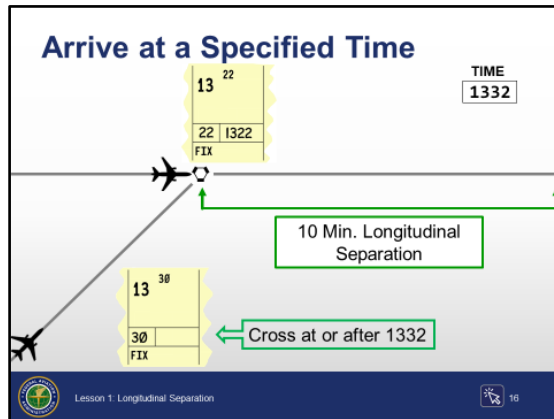 Arrive at a Specified Time
TIME
1332
13 22
22 1322
FIX
10 Min. Longitudinal
Separation
13 30
30
FIX
Cross at or after 1332
Lesson 1: Longitudinal Separation
16